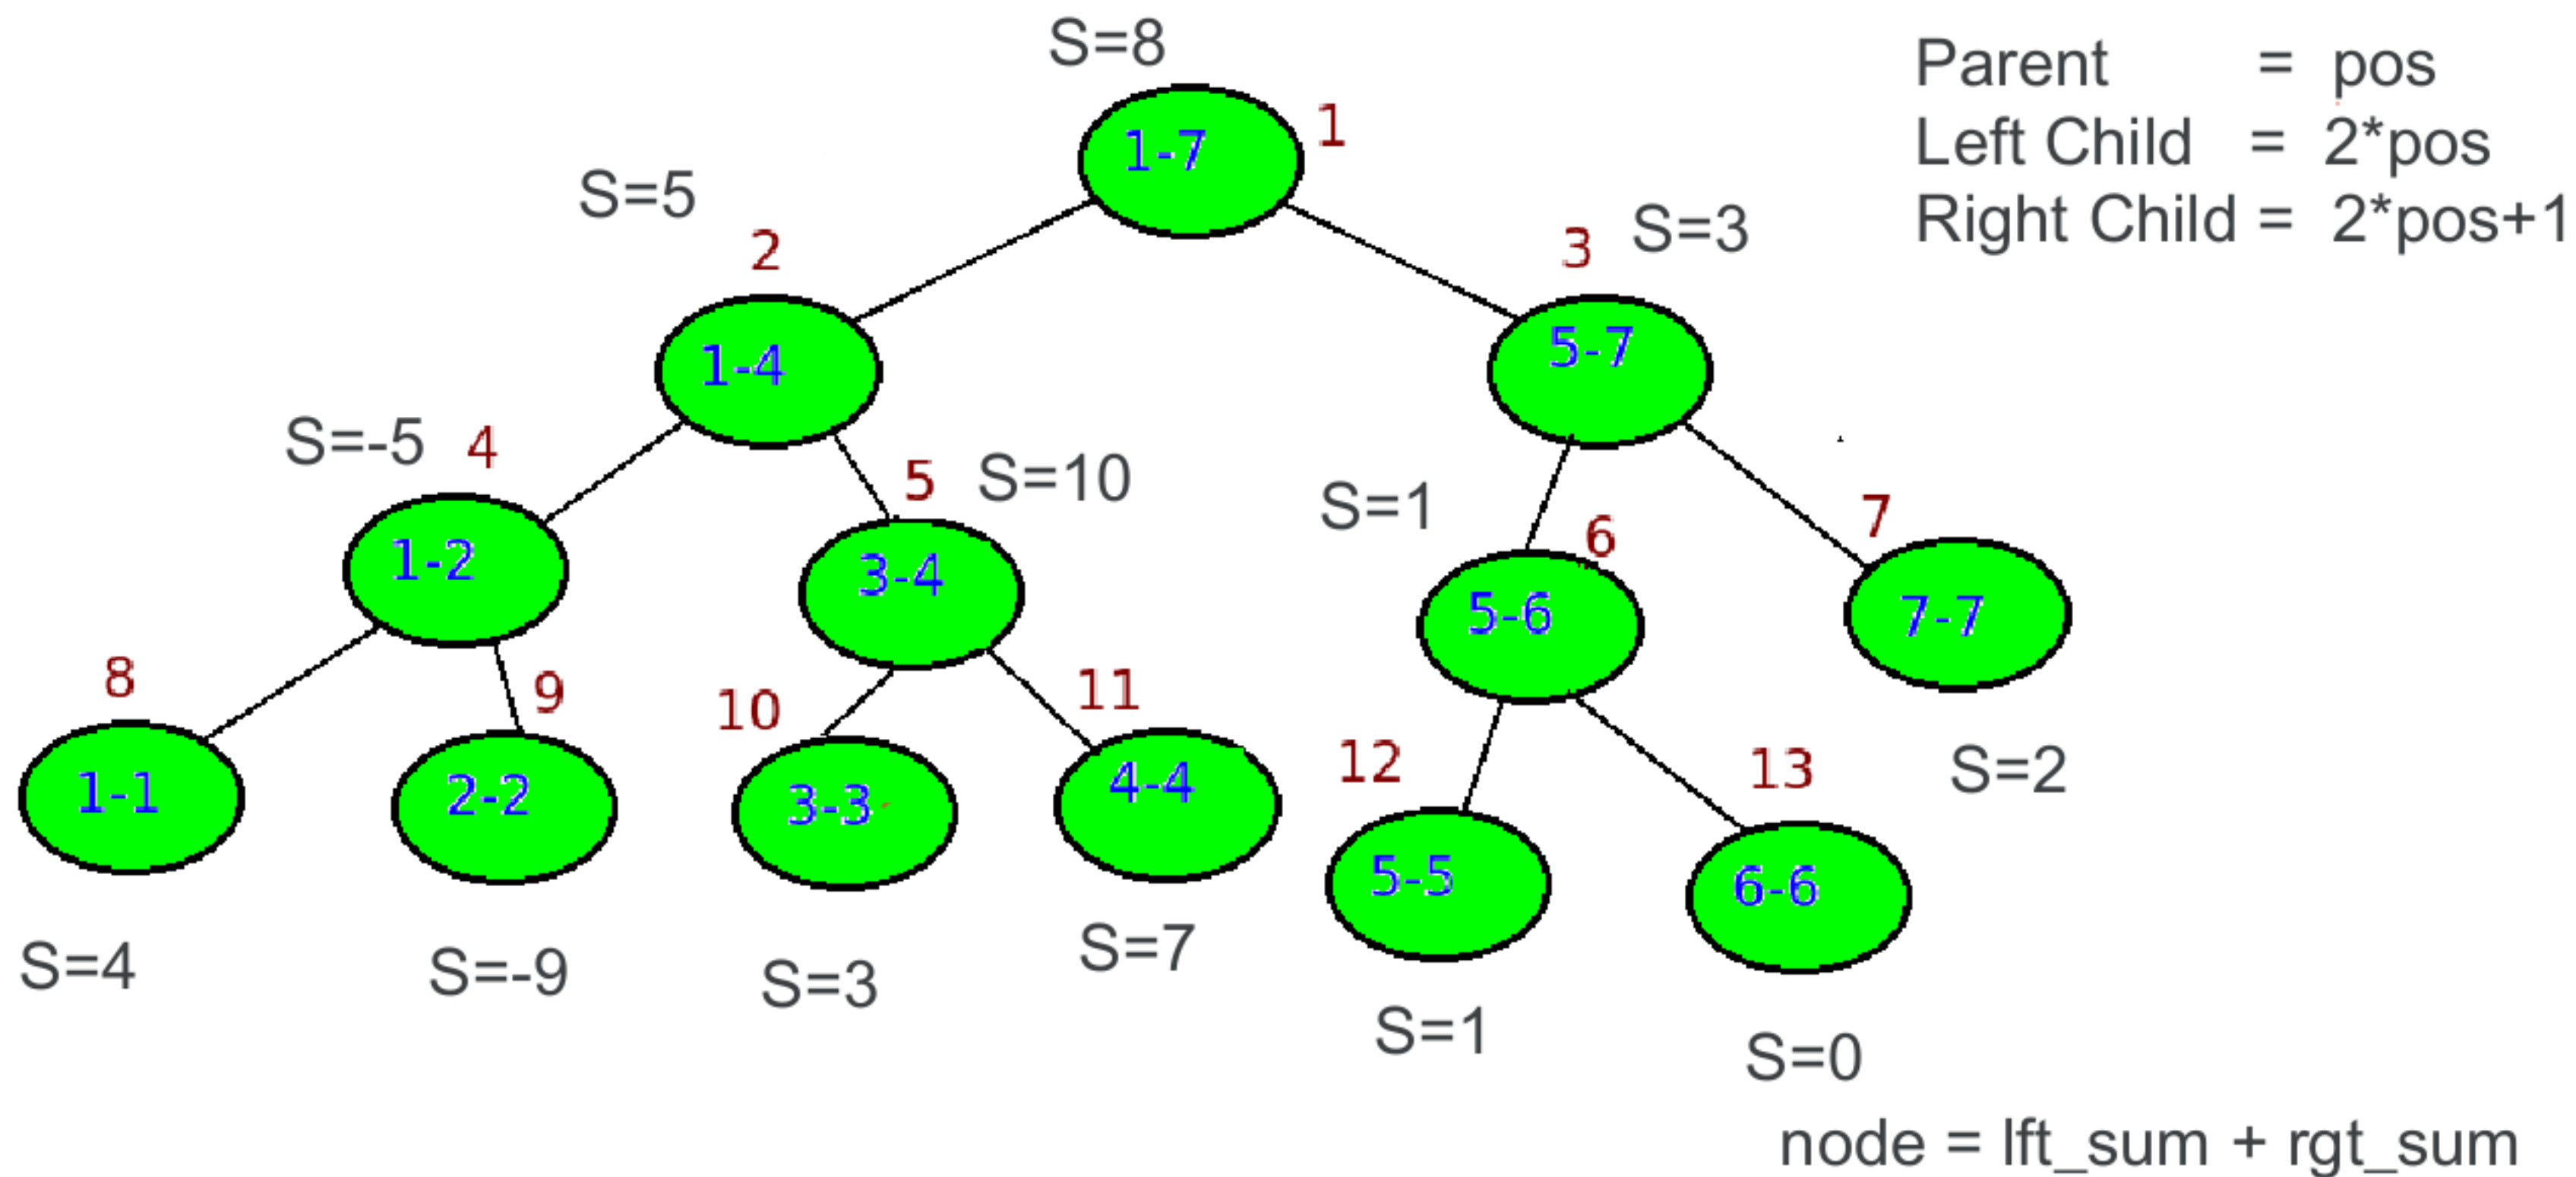 S=8
Parent = pos
1
1-7
Left Child = 2*pos
S=5
Right Child = 2*pos+1
2
3
S=3
1-4
5-7
S=-5
4
5
S=10
S=1
6
7
1-2
3-4
5-6
7-7
8
9
10
11
12
13
S=2
1-1
2-2
3-3
4-4
5-5
6-6
S=4
S=-9
S=3
S=7
S=1
S=0
node = lft_sum + rgt_sum